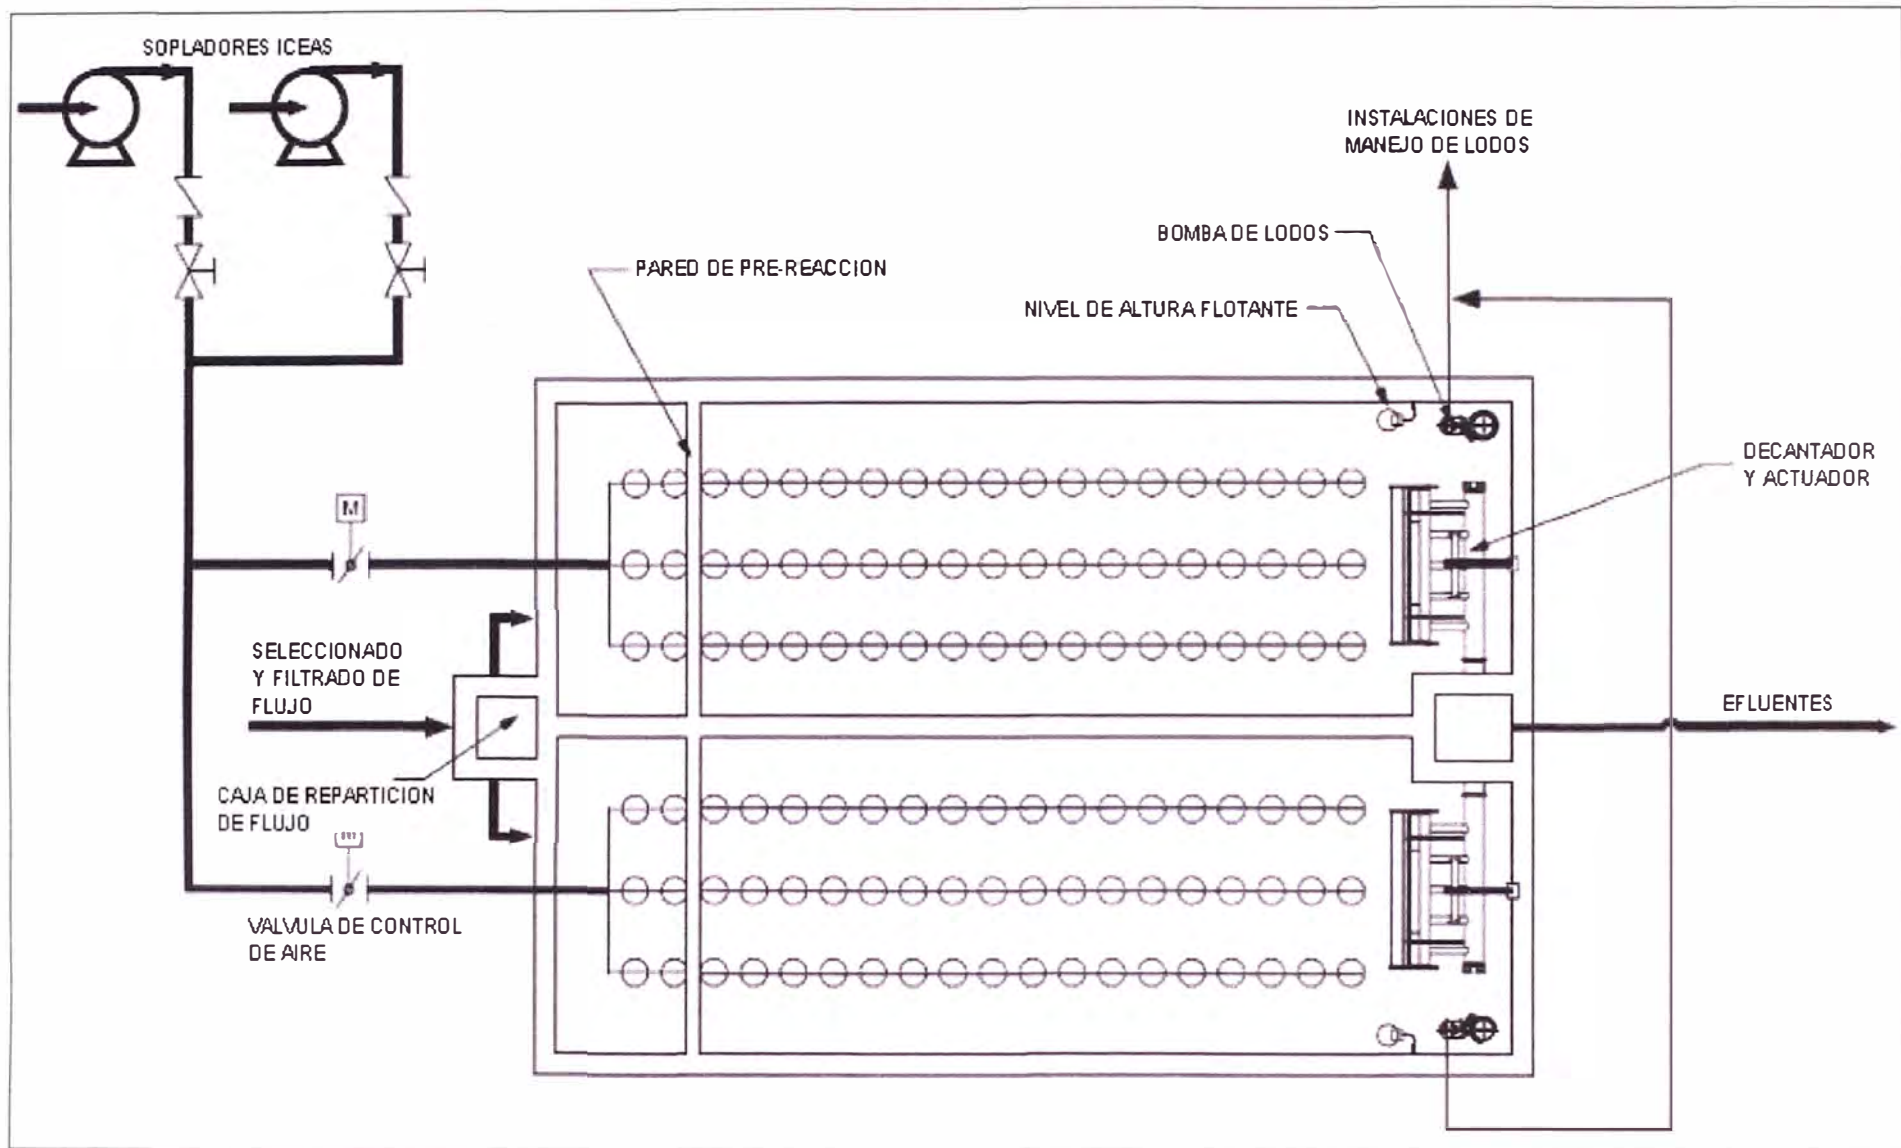 SOPLADORES ICEAS
INSTALACIONES DE
MANEJO DE LODOS
BOMBA DE LODOS
PARED DE PRE-REACCION
NIVEL DE ALTURA FLOTANTE
DECANTADOR
Y ACTUADOR
M
SELECCIONADO
Y FILTRADO DE
FLUJO
EFLUENTES
CAJA DE REPARTICION
DE FLUJO
VALVULA DE CONTROL
DE AIRE